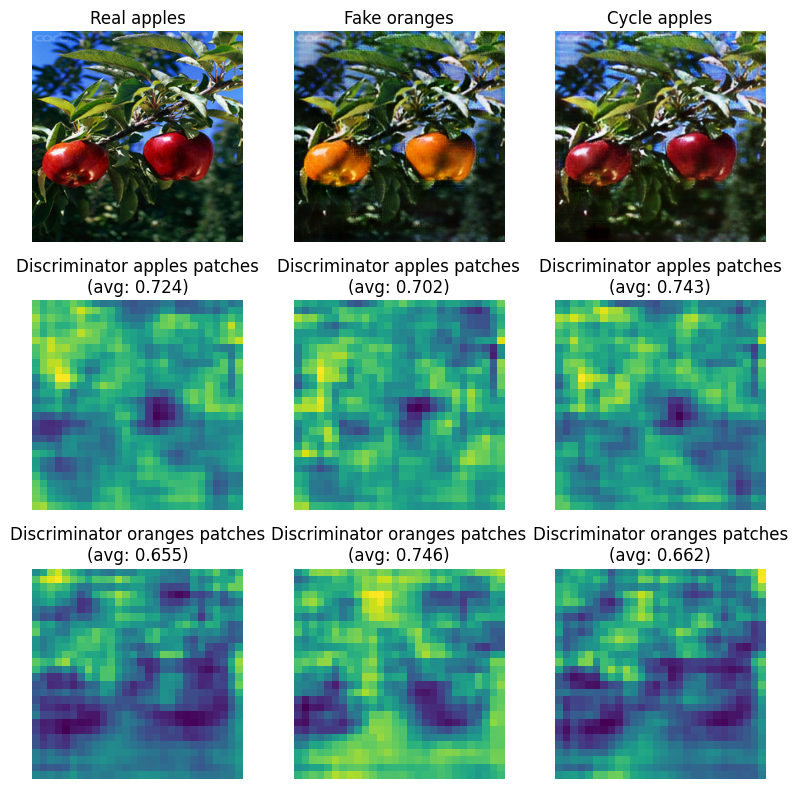 Real apples
Fake oranges
Cycle apples
Discriminator apples patches
(avg: 0.724)
Discriminator apples patches
(avg: 0.702)
Discriminator apples patches
(avg: 0.743)
Discriminator oranges patches
(avg: 0.655)
Discriminator oranges patches
(avg: 0.746)
Discriminator oranges patches
(avg: 0.662)